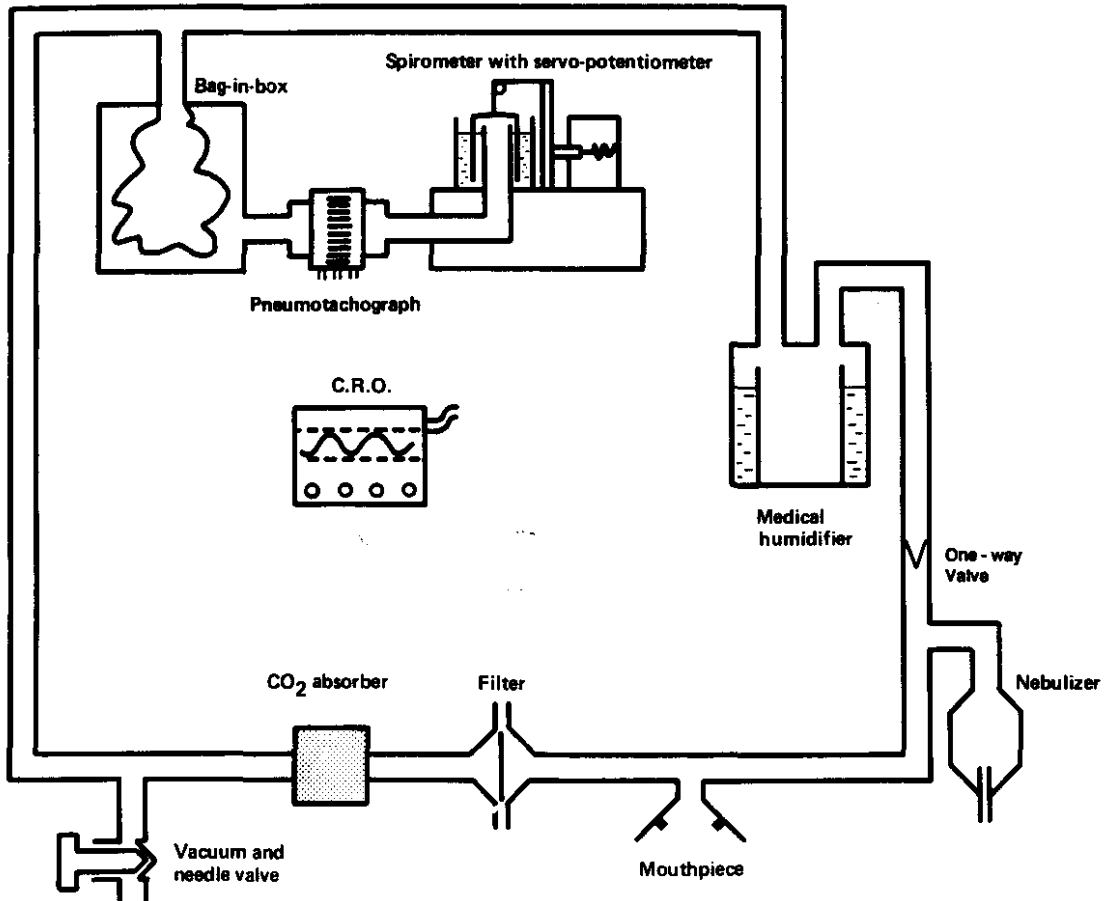 Spirometer with servo-potentiometer
Bag-in-box
Pneumotachograph
C.R.O.
Medical
humidifier
One - way
Valve
CO2 absorber
Filter
Nebulizer
Vacuum and
needle valve
Mouthpiece